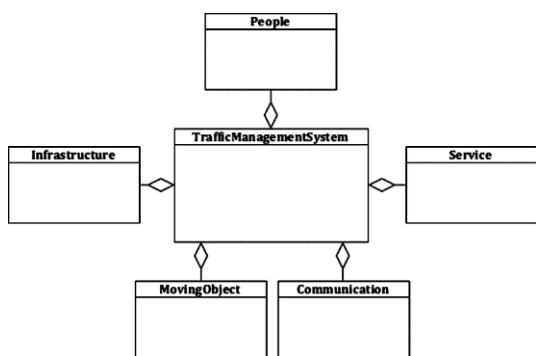 People
TrafficManagementSystem
Infrastructure
Service
MovingObject
Communication